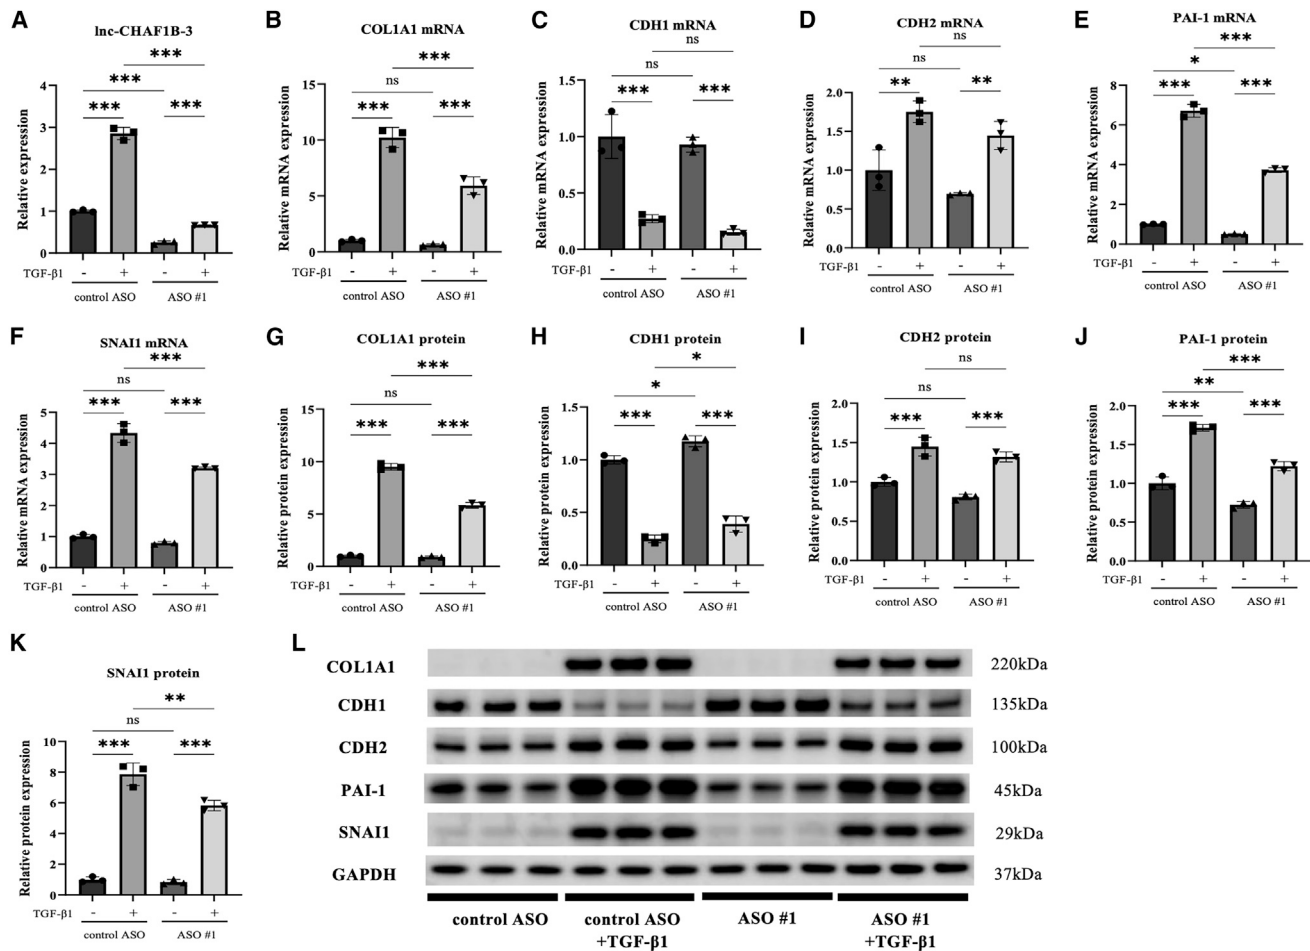 A
lnc-CHAF1B-3
***
***
*** ***
Relative expression
4
3
2
1
0
TGF-β1 - + - +
control ASO ASO #1
B
COL1A1 mRNA
***
ns
*** ***
Relative mRNA expression
15
10
5
0
TGF-β1 - + - +
control ASO ASO #1
C
CDH1 mRNA
ns
ns
*** ***
Relative mRNA expression
1.5
1.0
0.5
0.0
TGF-β1 - + - +
control ASO ASO #1
D
CDH2 mRNA
ns
ns
** **
Relative mRNA expression
2.0
1.5
1.0
0.5
0.0
TGF-β1 - + - +
control ASO ASO #1
E
PAI-1 mRNA
***
*
*** ***
Relative mRNA expression
8
6
4
2
0
TGF-β1 - + - +
control ASO ASO #1
F
SNAI1 mRNA
***
ns
*** ***
Relative mRNA expression
5
4
3
2
1
0
TGF-β1 - + - +
control ASO ASO #1
G
COL1A1 protein
***
ns
*** ***
Relative protein expression
15
10
5
0
TGF-β1 - + - +
control ASO ASO #1
H
CDH1 protein
*
*
*** ***
Relative protein expression
1.5
1.0
0.5
0.0
TGF-β1 - + - +
control ASO ASO #1
I
CDH2 protein
ns
ns
*** ***
Relative protein expression
2.0
1.5
1.0
0.5
0.0
TGF-β1 - + - +
control ASO ASO #1
J
PAI-1 protein
***
**
*** ***
Relative protein expression
2.0
1.5
1.0
0.5
0.0
TGF-β1 - + - +
control ASO ASO #1
K
SNAI1 protein
**
ns
*** ***
Relative protein expression
10
8
6
4
2
0
TGF-β1 - + - +
control ASO ASO #1
L
COL1A1 220kDa
CDH1 135kDa
CDH2 100kDa
PAI-1 45kDa
SNAI1 29kDa
GAPDH 37kDa
control ASO control ASO ASO #1 ASO #1
+TGF-β1 +TGF-β1